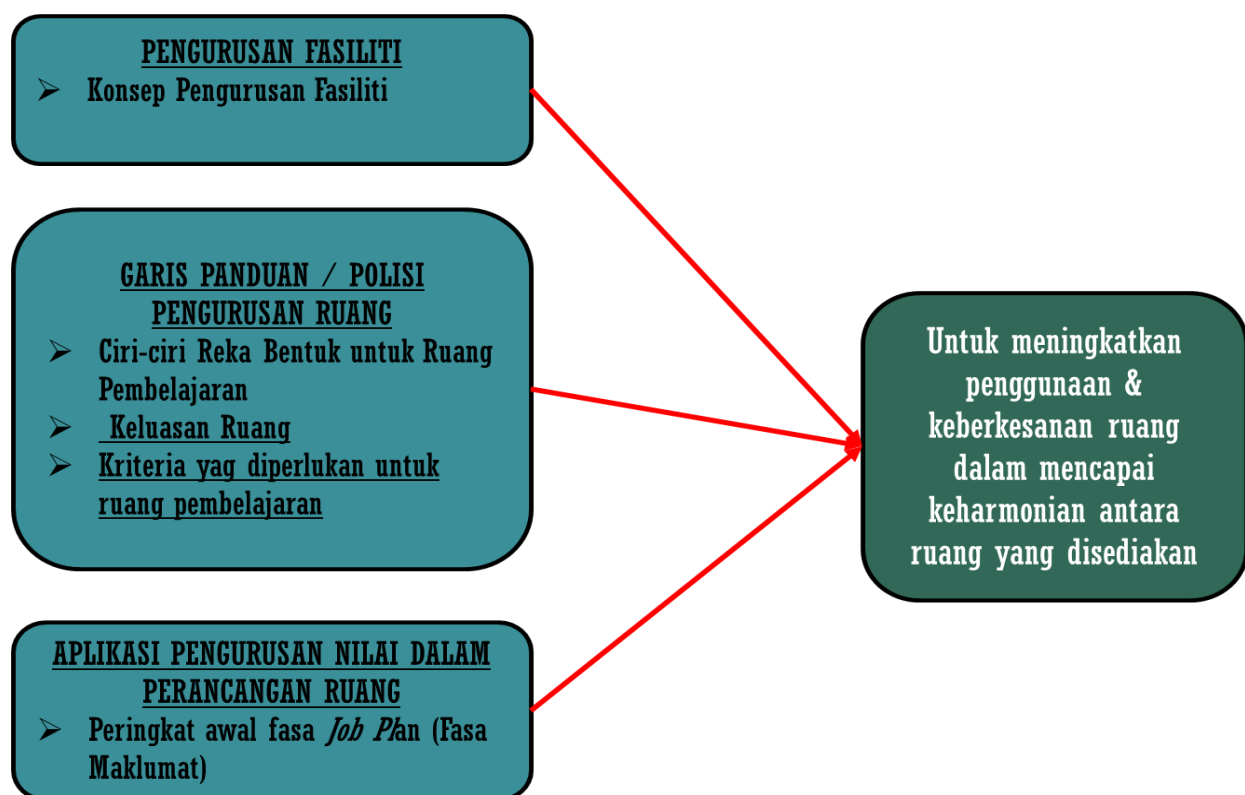 PENGURUSAN FASILITI
➢ Konsep Pengurusan Fasiliti
GARIS PANDUAN / POLISI
PENGURUSAN RUANG
➢ Ciri-ciri Reka Bentuk untuk Ruang
Pembelajaran
➢ Keluasan Ruang
➢ Kriteria yag diperlukan untuk
ruang pembelajaran
APLIKASI PENGURUSAN NILAI DALAM
PERANCANGAN RUANG
➢ Peringkat awal fasa Job Plan (Fasa
Maklumat)
Untuk meningkatkan
penggunaan &
keberkesanan ruang
dalam mencapai
keharmonian antara
ruang yang disediakan